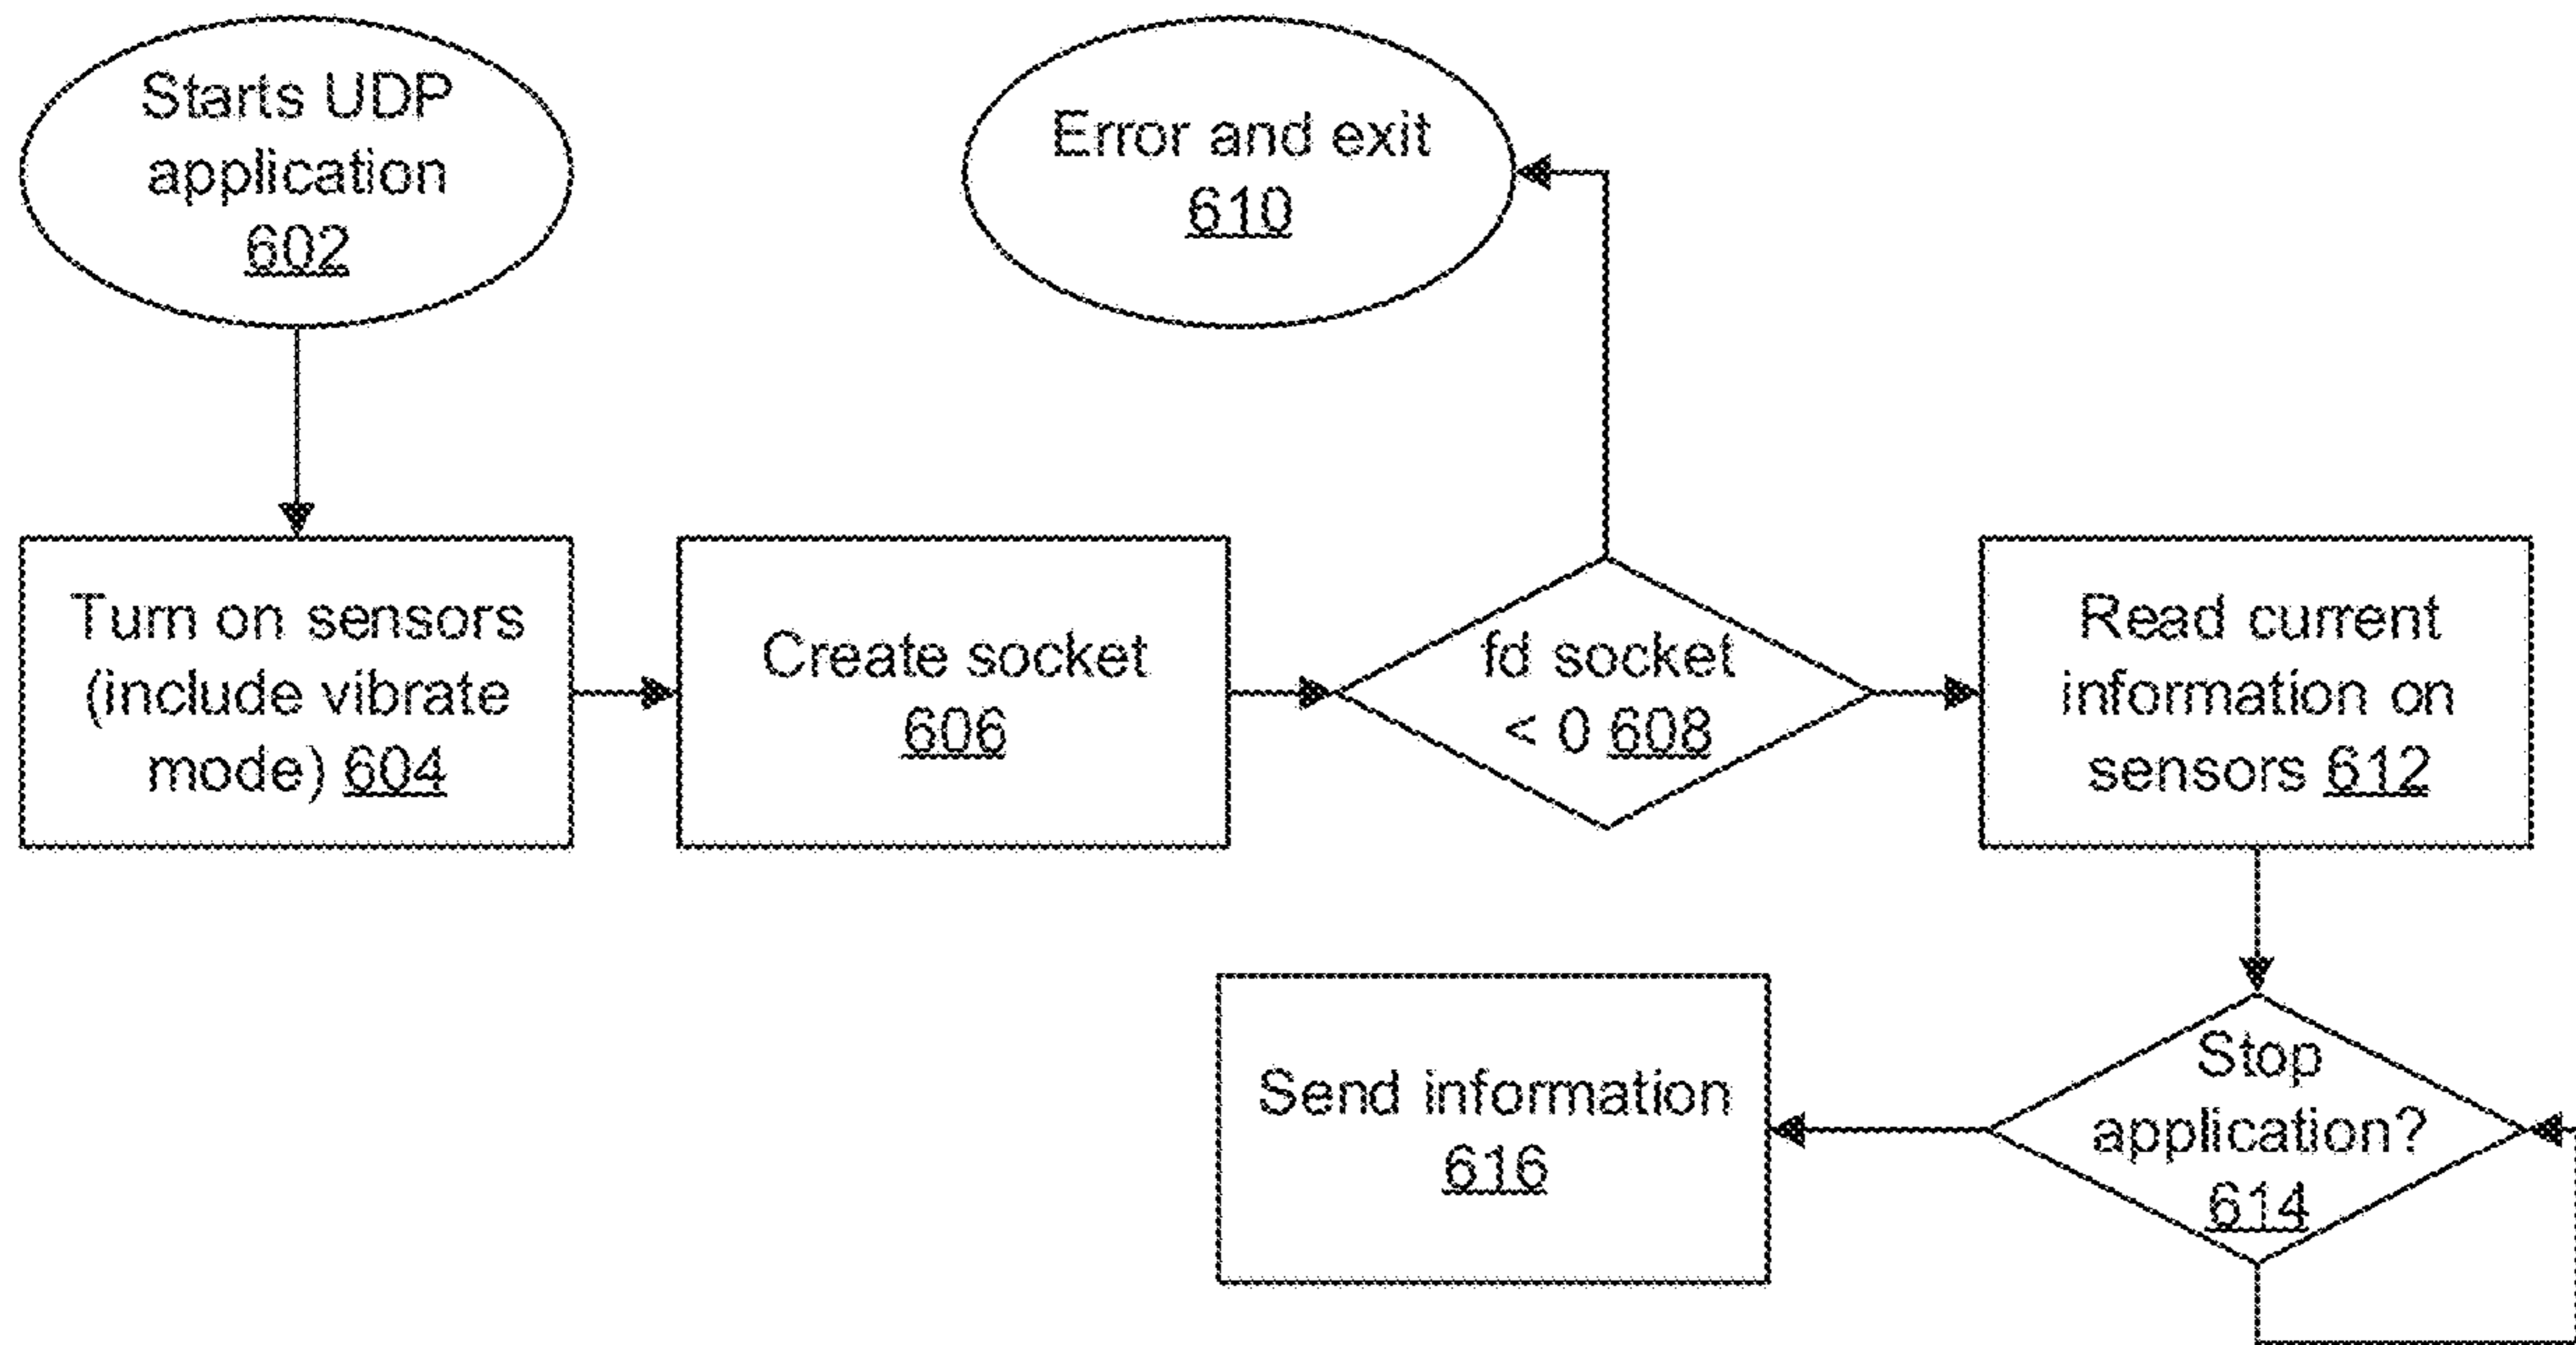 Starts UDP
application
602
Error and exit
610
Turn on sensors
(include vibrate
mode) 604
Create socket
606
fd socket
< 0 608
Read current
information on
sensors 612
Send information
616
Stop
application?
614